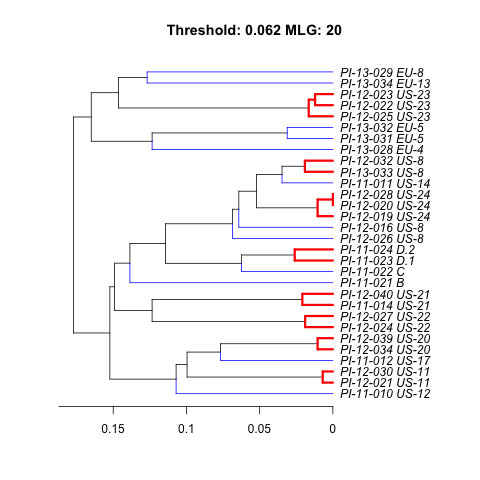 Threshold: 0.062 MLG: 20
PI-13-029 EU-8
PI-13-034 EU-13
PI-12-023 US-23
PI-12-022 US-23
PI-12-025 US-23
PI-13-032 EU-5
PI-13-031 EU-5
PI-13-028 EU-4
PI-12-032 US-8
PI-13-033 US-8
PI-11-011 US-14
PI-12-028 US-24
PI-12-020 US-24
PI-12-019 US-24
PI-12-016 US-8
PI-12-026 US-8
PI-11-024 D.2
PI-11-023 D.1
PI-11-022 C
PI-11-021 B
PI-12-040 US-21
PI-11-014 US-21
PI-12-027 US-22
PI-12-024 US-22
PI-12-039 US-20
PI-12-034 US-20
PI-11-012 US-17
PI-12-030 US-11
PI-12-021 US-11
PI-11-010 US-12
0.15 0.1 0.05 0